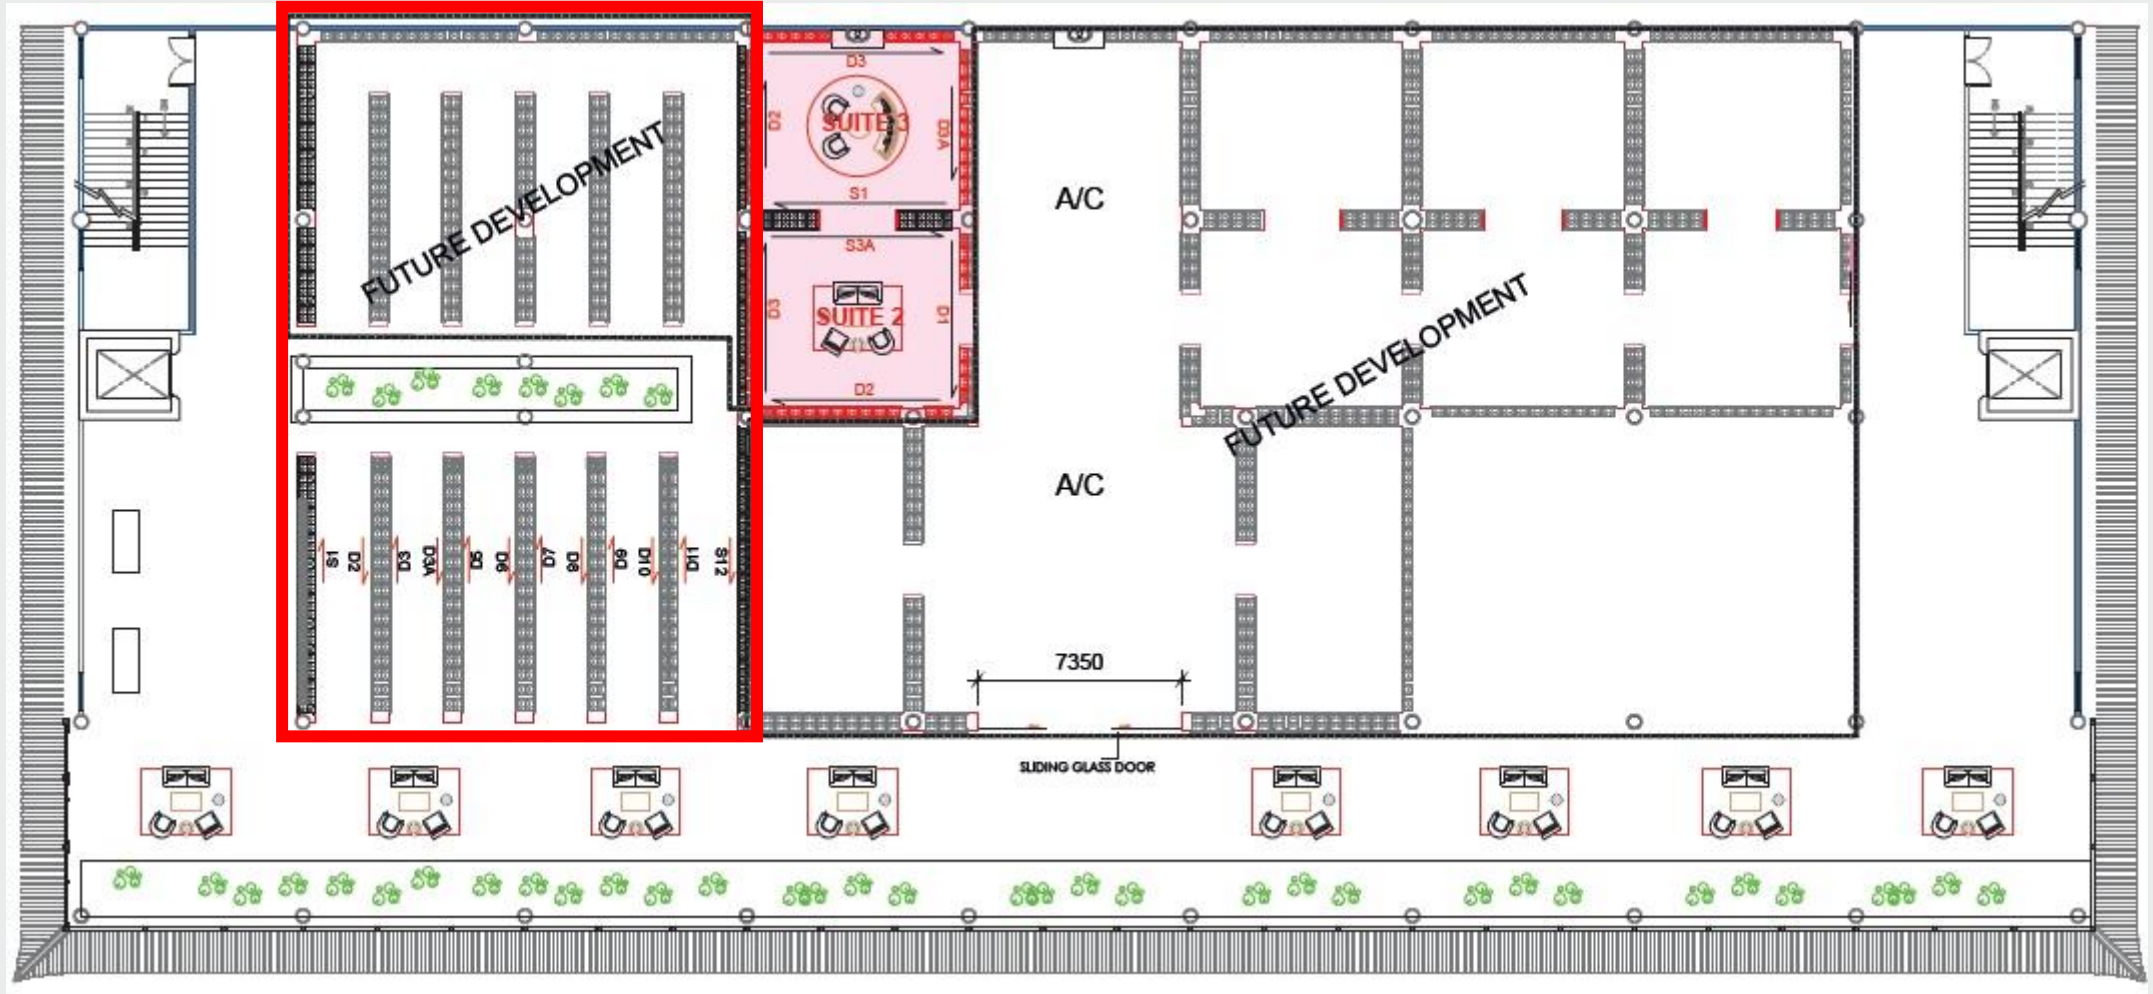 FUTURE DEVELOPMENT
D3
D2
SUITE 3
D3A
S1
S3A
D3
SUITE 2
D1
D2
A/C
FUTURE DEVELOPMENT
A/C
S1
D2
D3
D3A
D5
D6
D7
D8
D9
D10
D11
S12
7350
SLIDING GLASS DOOR